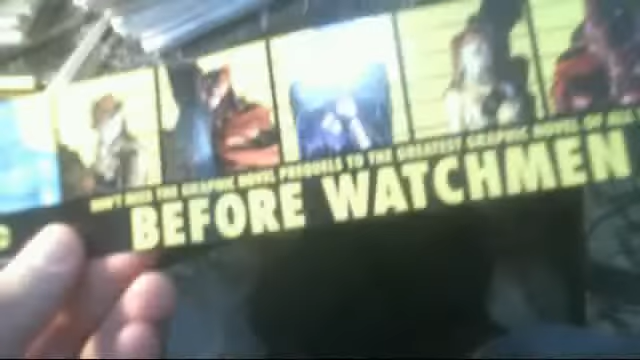 DON'T MISS THE GRAPHIC NOVEL PREQUELS TO THE GREATEST GRAPHIC NOVEL OF ALL
BEFORE WATCHMEN